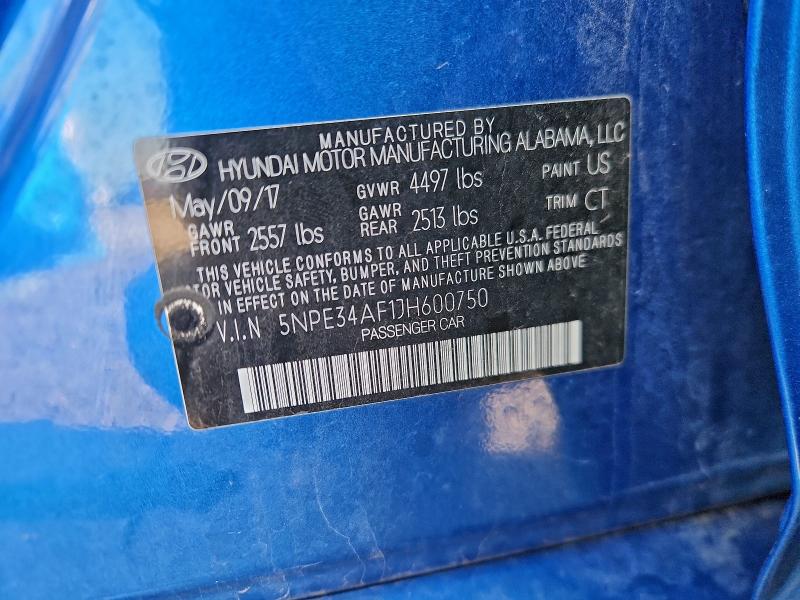 MANUFACTURED BY
HYUNDAI MOTOR MANUFACTURING ALABAMA, LLC
May/09/17 GVWR 4497 lbs PAINT US
GAWR FRONT 2557 lbs GAWR REAR 2513 lbs TRIM CT
THIS VEHICLE CONFORMS TO ALL APPLICABLE U.S.A. FEDERAL
MOTOR VEHICLE SAFETY, BUMPER, AND THEFT PREVENTION STANDARDS
IN EFFECT ON THE DATE OF MANUFACTURE SHOWN ABOVE
V.I.N 5NPE34AF1JH600750
PASSENGER CAR